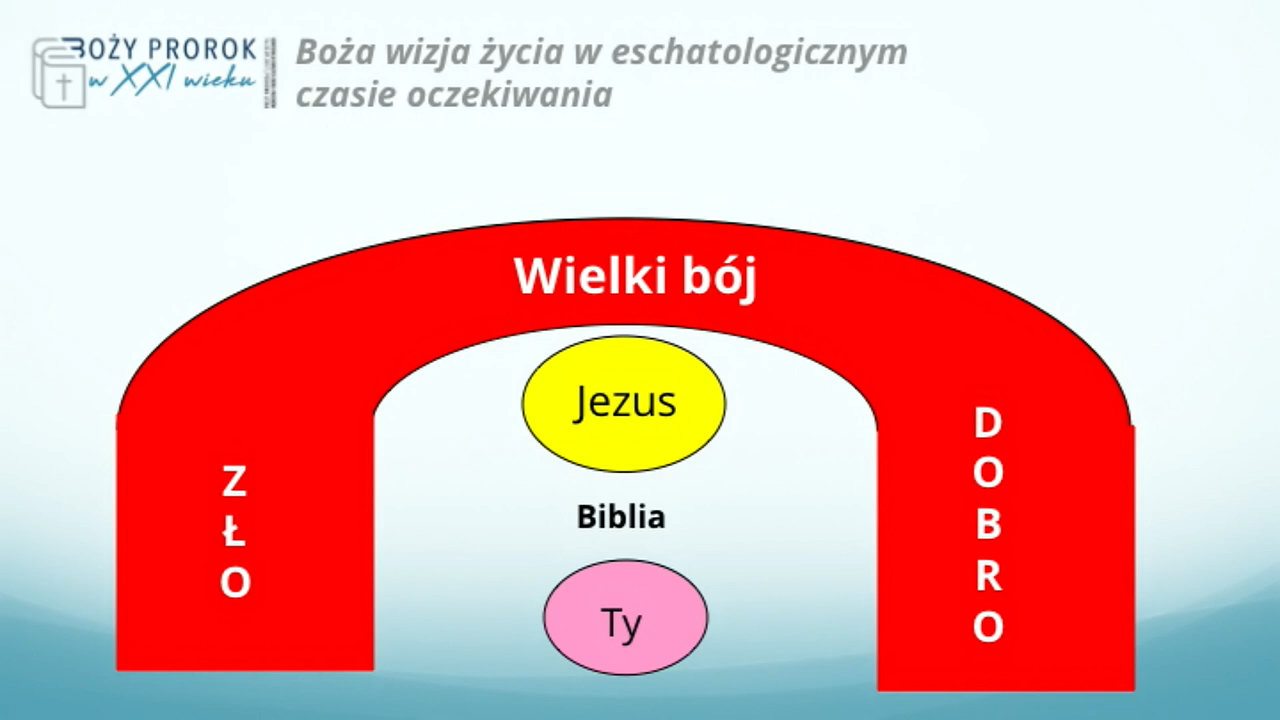 BOŻY PROROK
w XXI wieku
Boża wizja życia w eschatologicznym
czasie oczekiwania
Wielki bój
Jezus
Z
Ł
O
D
O
B
R
O
Biblia
Ty